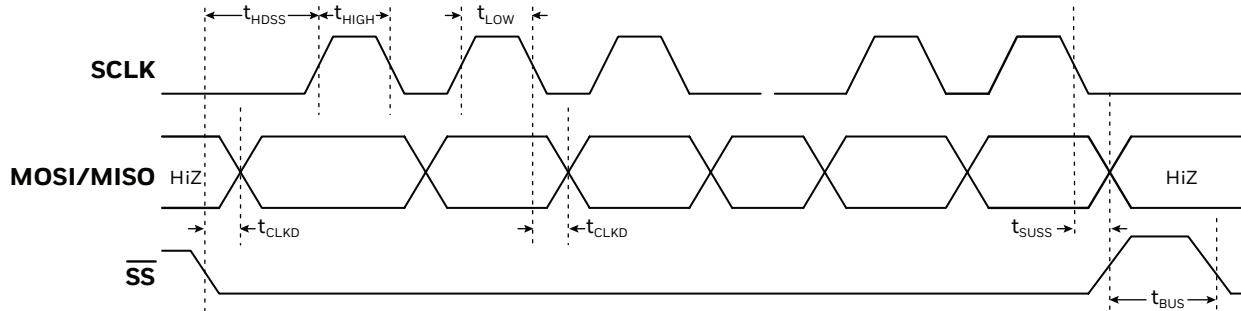 tHDSS tHIGH tLOW
SCLK
MOSI/MISO HiZ HiZ
tCLKD tCLKD tSUSS
SS
tBUS